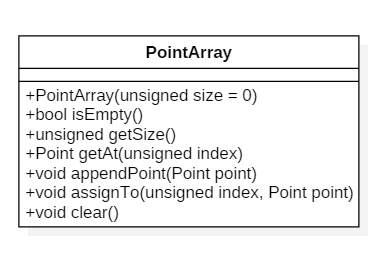 PointArray
+PointArray(unsigned size = 0)
+bool isEmpty()
+unsigned getSize()
+Point getAt(unsigned index)
+void appendPoint(Point point)
+void assignTo(unsigned index, Point point)
+void clear()